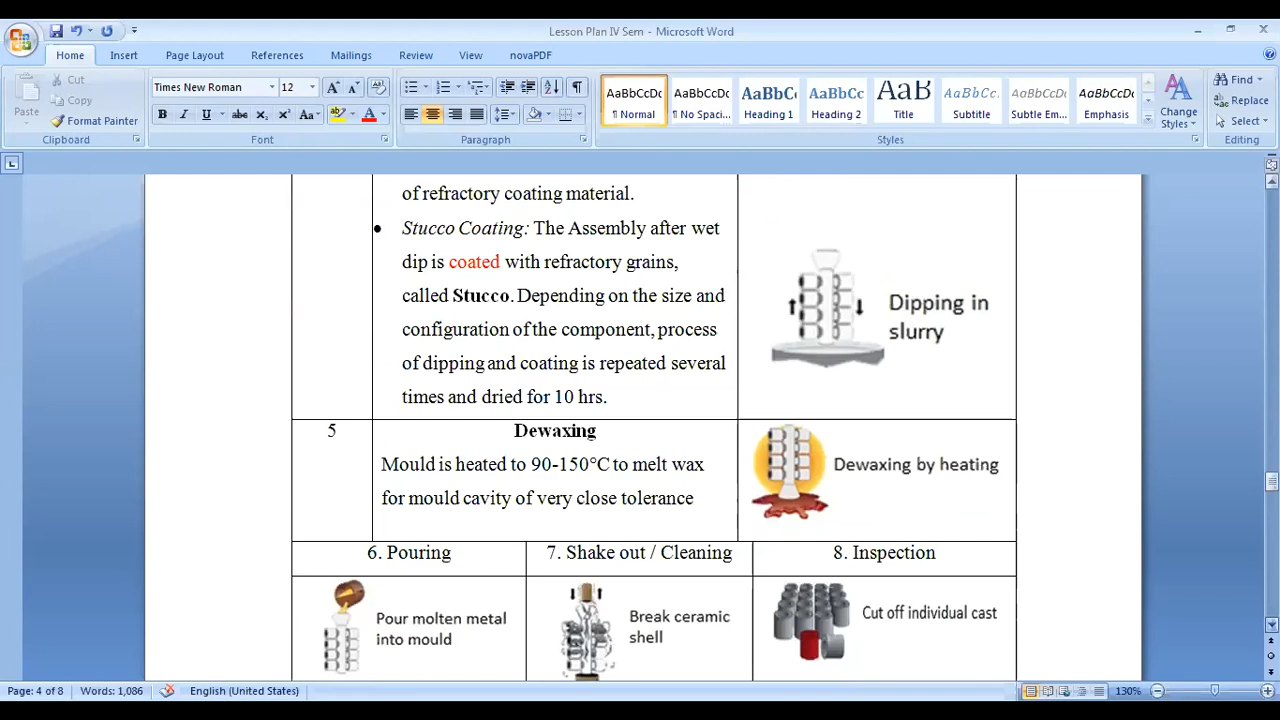 Lesson Plan IV Sem - Microsoft Word
Home Insert Page Layout References Mailings Review View novaPDF
Cut
Copy
Paste
Format Painter
Clipboard
Times New Roman 12
B I U abc X₂ X² Aa A
Font
Paragraph
AaBbCcDc AaBbCcDc AaBbC AaBbCc AaB AaBbCc. AaBbCcDc AaBbCcDc
¶ Normal ¶ No Spaci... Heading 1 Heading 2 Title Subtitle Subtle Em... Emphasis
Change Styles
Styles
Find
Replace
Select
Editing
of refractory coating material.
• Stucco Coating: The Assembly after wet
dip is coated with refractory grains,
called Stucco. Depending on the size and
configuration of the component, process
of dipping and coating is repeated several
times and dried for 10 hrs.
Dipping in
slurry
5
Dewaxing
Mould is heated to 90-150°C to melt wax
for mould cavity of very close tolerance
Dewaxing by heating
6. Pouring 7. Shake out / Cleaning 8. Inspection
Pour molten metal
into mould
Break ceramic
shell
Cut off individual cast
Page: 4 of 8 Words: 1,086 English (United States) 130%